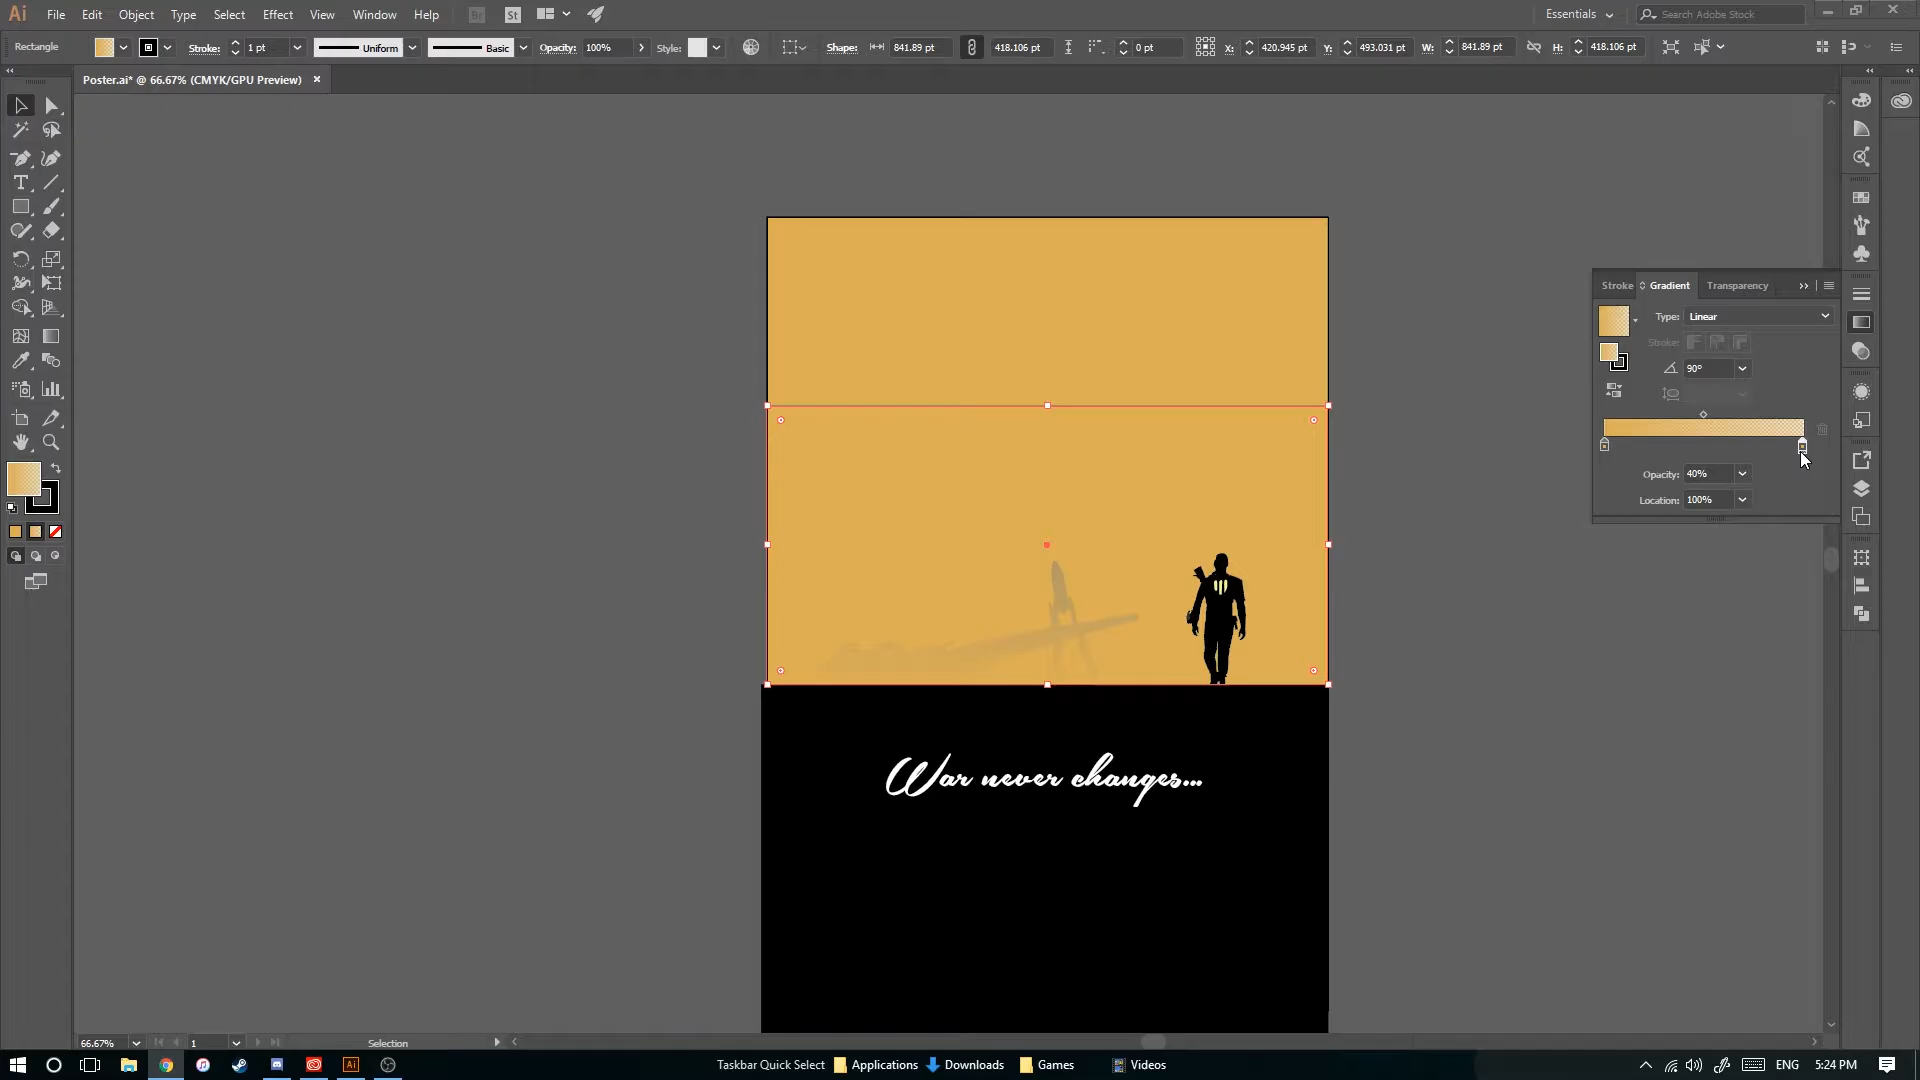 Ai File Edit Object Type Select Effect View Window Help Br St Essentials Search Adobe Stock
Rectangle Stroke: 1 pt Uniform Basic Opacity: 100% Style: Shape: 841.89 pt 418.106 pt 0 pt X: 420.945 pt Y: 493.031 pt W: 841.89 pt H: 418.106 pt
Poster.ai* @ 66.67% (CMYK/GPU Preview)
Stroke Gradient Transparency
Type: Linear
Stroke:
90°
Opacity: 40%
Location: 100%
War never changes...
66.67% 1 Selection
Ai Taskbar Quick Select Applications Downloads Games Videos ENG 5:24 PM